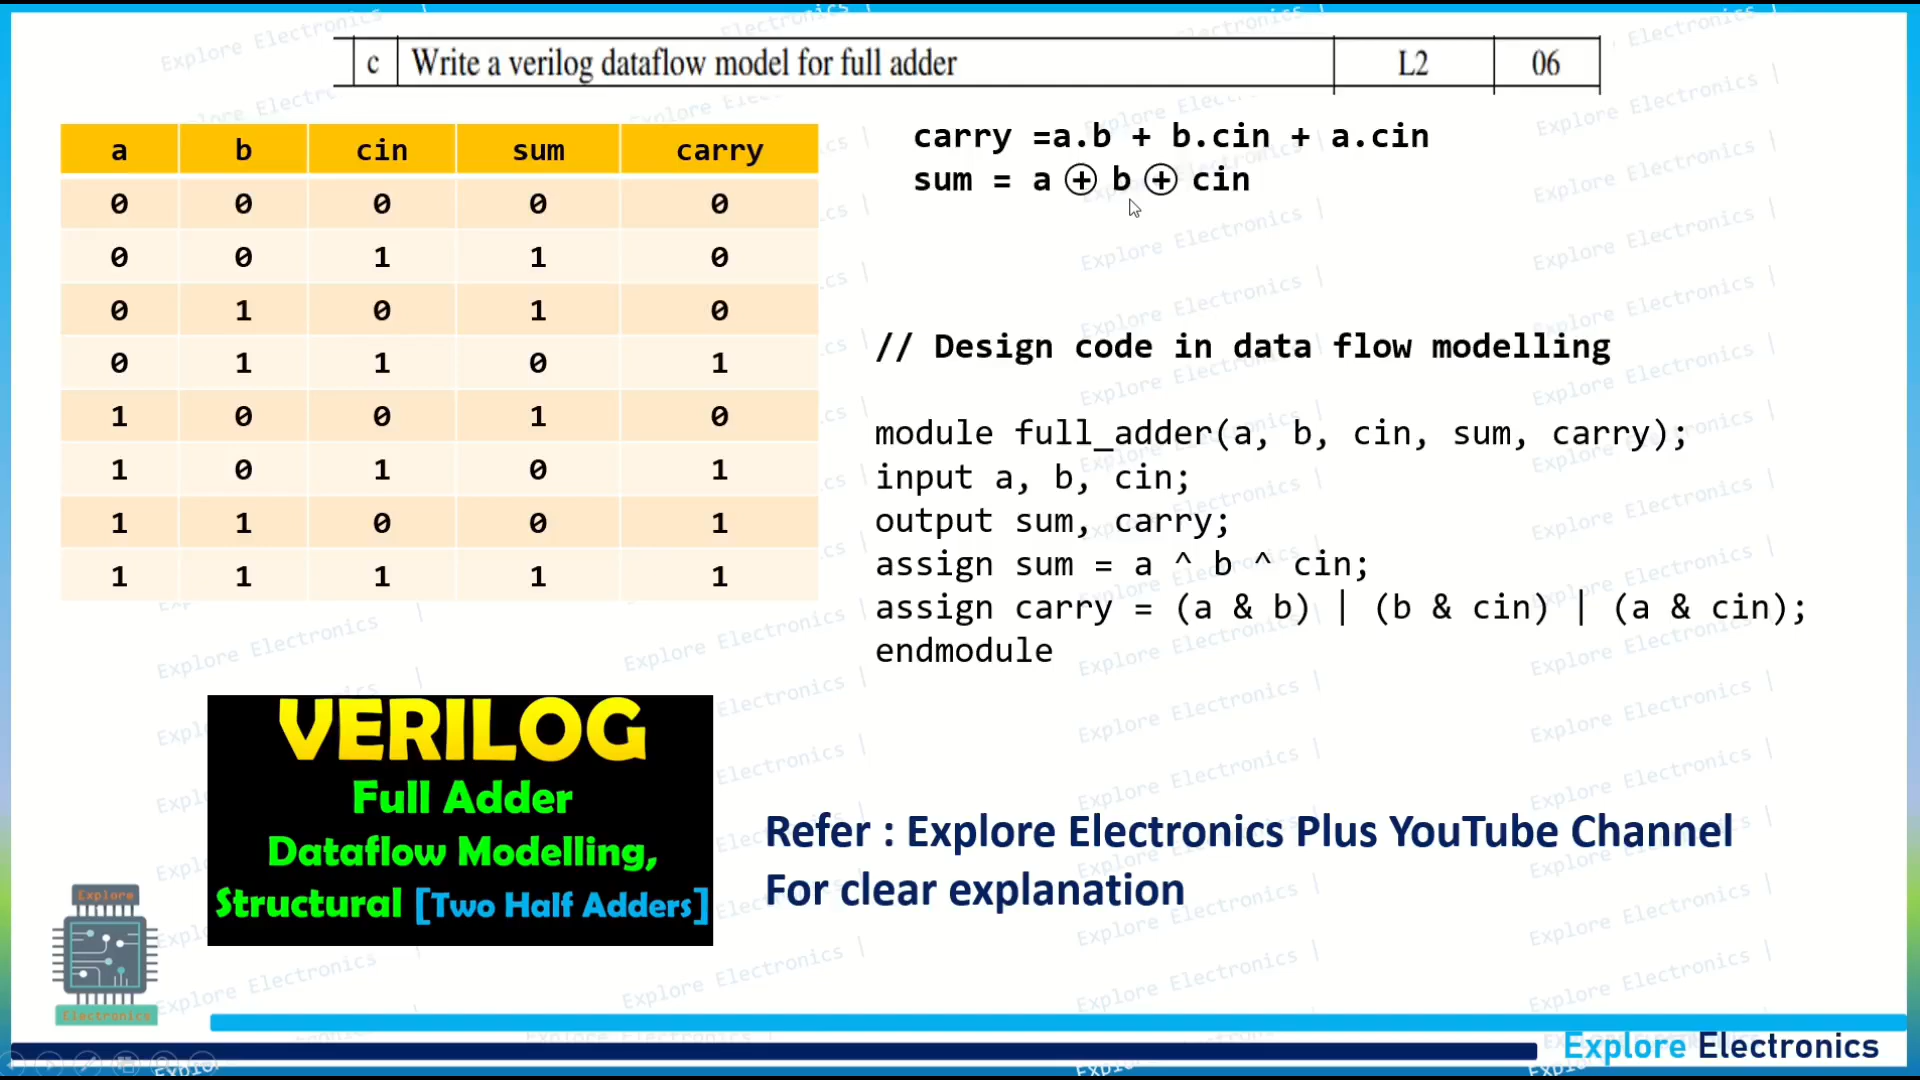 c Write a verilog dataflow model for full adder L2 06
a b cin sum carry
0 0 0 0 0
0 0 1 1 0
0 1 0 1 0
0 1 1 0 1
1 0 0 1 0
1 0 1 0 1
1 1 0 0 1
1 1 1 1 1
carry =a.b + b.cin + a.cin
sum = a ⊕ b ⊕ cin
// Design code in data flow modelling
module full_adder(a, b, cin, sum, carry);
input a, b, cin;
output sum, carry;
assign sum = a ^ b ^ cin;
assign carry = (a & b) | (b & cin) | (a & cin);
endmodule
VERILOG
Full Adder
Dataflow Modelling,
Structural [Two Half Adders]
Refer : Explore Electronics Plus YouTube Channel
For clear explanation
Explore
Electronics
Explore Electronics